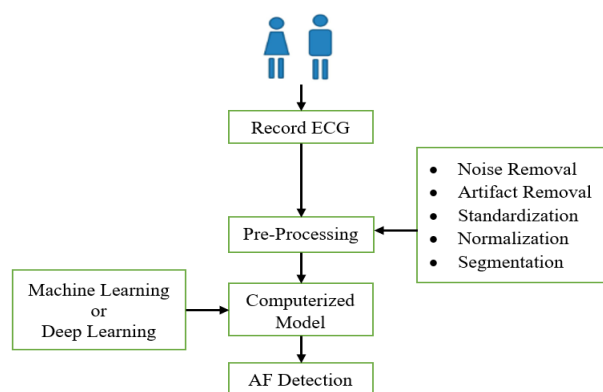 Record ECG
• Noise Removal
• Artifact Removal
• Standardization
• Normalization
• Segmentation
Pre-Processing
Machine Learning
or
Deep Learning
Computerized
Model
AF Detection